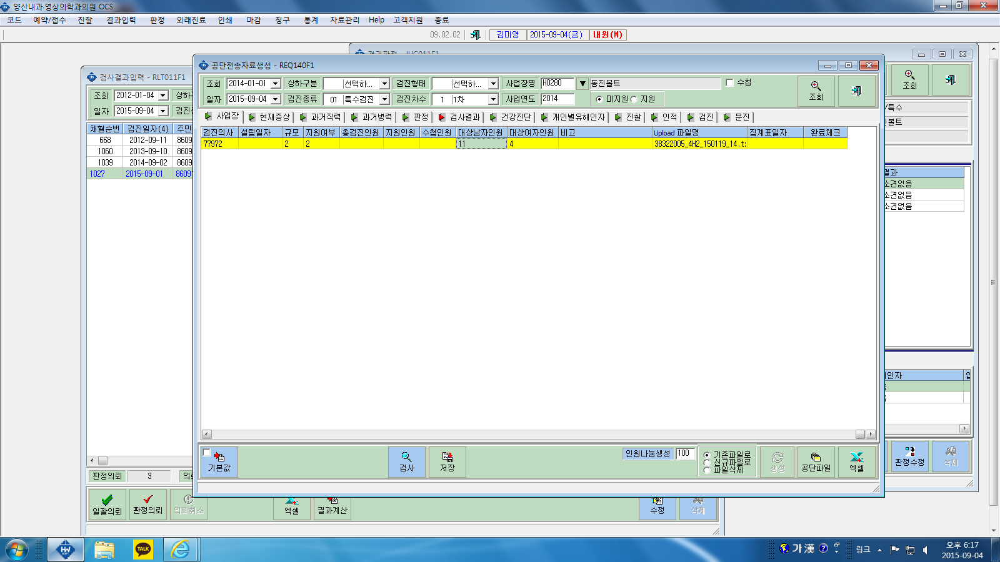 양산내과·영상의학과의원 OCS
코드 예약/접수 진찰 결과입력 판정 외래진료 인쇄 마감 청구 통계 자료관리 Help 고객지원 종료
09.02.02 김미영 2015-09-04(금) 내원(M)
검사결과입력 - RLT011F1
조회 2012-01-04
일자 2015-09-04
채혈순번 검진일자(4) 주민
668 2012-09-11 8609
1060 2013-09-10 8609
1039 2014-09-02 8609
1027 2015-09-01 8609
판정의뢰 3
일괄의뢰 판정의뢰 의뢰취소 엑셀 결과계산 수정 삭제
공단전송자료생성 - REQ140F1
조회 2014-01-01 상하구분 선택하... 검진형태 선택하... 사업장명 H0280 ▼ 동진볼트 수첩
일자 2015-09-04 검진종류 01 특수검진 검진차수 1 1차 사업연도 2014 미지원 지원
조회
사업장 현재증상 과거직력 과거병력 판정 검사결과 건강진단 개인별유해인자 진찰 인적 검진 문진
검진의사 설립일자 규모 지원여부 총검진인원 지원인원 수첩인원 대상남자인원 대상여자인원 비고 Upload 파일명 집계표일자 완료체크
77972 2 2 11 4 38322005_4H2_150119_14.t
기본값 검사 저장 인원나눔생성 100
기존파일로
신규파일로
파일삭제
생성 공단파일 엑셀
조회
/특수
볼트
결과
소견없음
소견없음
소견없음
인자
판정수정 삭제
TALK
가 漢 링크
오후 6:17
2015-09-04